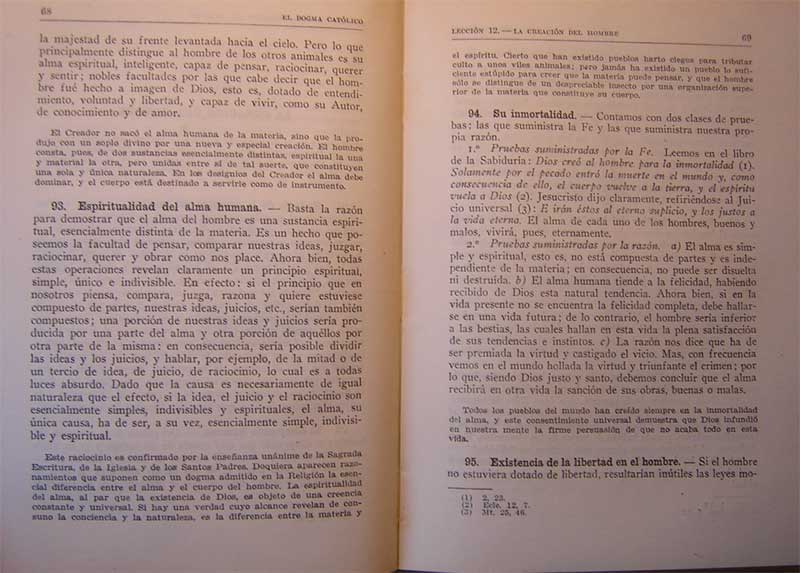 68
EL DOGMA CATÓLICO
la majestad de su frente levantada hacia el cielo. Pero lo que
principalmente distingue al hombre de los otros animales es su
alma espiritual, inteligente, capaz de pensar, raciocinar, querer
y sentir; nobles facultades por las que cabe decir que el hom-
bre fué hecho a imagen de Dios, esto es, dotado de entendi-
miento, voluntad y libertad, y capaz de vivir, como su Autor,
de conocimiento y de amor.
El Creador no sacó el alma humana de la materia, sino que la pro-
dujo con un soplo divino por una nueva y especial creación. El hombre
consta, pues, de dos sustancias esencialmente distintas, espiritual la una
y material la otra, pero unidas entre sí de tal suerte, que constituyen
una sola y única naturaleza. En los designios del Creador el alma debe
dominar, y el cuerpo está destinado a servirle como de instrumento.
93. Espiritualidad del alma humana. — Basta la razón
para demostrar que el alma del hombre es una sustancia espiri-
tual, esencialmente distinta de la materia. Es un hecho que po-
seemos la facultad de pensar, comparar nuestras ideas, juzgar,
raciocinar, querer y obrar como nos place. Ahora bien, todas
estas operaciones revelan claramente un principio espiritual,
simple, único e indivisible. En efecto: si el principio que en
nosotros piensa, compara, juzga, razona y quiere estuviese
compuesto de partes, nuestras ideas, juicios, etc., serían también
compuestos; una porción de nuestras ideas y juicios sería pro-
ducida por una parte del alma y otra porción de aquéllos por
otra parte de la misma: en consecuencia, sería posible dividir
las ideas y los juicios, y hablar, por ejemplo, de la mitad o de
un tercio de idea, de juicio, de raciocinio, lo cual es a todas
luces absurdo. Dado que la causa es necesariamente de igual
naturaleza que el efecto, si la idea, el juicio y el raciocinio son
esencialmente simples, indivisibles y espirituales, el alma, su
única causa, ha de ser, a su vez, esencialmente simple, indivisi-
ble y espiritual.
Este raciocinio es confirmado por la enseñanza unánime de la Sagrada
Escritura, de la Iglesia y de los Santos Padres. Doquiera aparecen razo-
namientos que suponen como un dogma admitido en la Religión la esen-
cial diferencia entre el alma y el cuerpo del hombre. La espiritualidad
del alma, al par que la existencia de Dios, es objeto de una creencia
constante y universal. Si hay una verdad cuyo alcance revelan de con-
suno la conciencia y la naturaleza, es la diferencia entre la materia y
LECCIÓN 12. — LA CREACIÓN DEL HOMBRE
69
el espíritu. Cierto que han existido pueblos harto ciegos para tributar
culto a unos viles animales; pero jamás ha existido un pueblo lo sufi-
ciente estúpido para creer que la materia puede pensar, y que el hombre
sólo se distingue de un despreciable insecto por una organización supe-
rior de la materia que constituye su cuerpo.
94. Su inmortalidad. — Contamos con dos clases de prue-
bas: las que suministra la Fe y las que suministra nuestra pro-
pia razón.
1.º Pruebas suministradas por la Fe. Leemos en el libro
de la Sabiduría: Dios creó al hombre para la inmortalidad (1).
Solamente por el pecado entró la muerte en el mundo y, como
consecuencia de ello, el cuerpo vuelve a la tierra, y el espíritu
vuela a Dios (2). Jesucristo dijo claramente, refiriéndose al Jui-
cio universal (3): E irán éstos al eterno suplicio, y los justos a
la vida eterna. El alma de cada uno de los hombres, buenos y
malos, vivirá, pues, eternamente.
2.º Pruebas suministradas por la razón. a) El alma es sim-
ple y espiritual, esto es, no está compuesta de partes y es inde-
pendiente de la materia; en consecuencia, no puede ser disuelta
ni destruída. b) El alma humana tiende a la felicidad, habiendo
recibido de Dios esta natural tendencia. Ahora bien, si en la
vida presente no se encuentra la felicidad completa, debe hallar-
se en una vida futura; de lo contrario, el hombre sería inferior
a las bestias, las cuales hallan en esta vida la plena satisfacción
de sus tendencias e instintos. c) La razón nos dice que ha de
ser premiada la virtud y castigado el vicio. Mas, con frecuencia
vemos en el mundo hollada la virtud y triunfante el crimen; por
lo que, siendo Dios justo y santo, debemos concluir que el alma
recibirá en otra vida la sanción de sus obras, buenas o malas.
Todos los pueblos del mundo han creído siempre en la inmortalidad
del alma, y este consentimiento universal demuestra que Dios infundió
en nuestra mente la firme persuasión de que no acaba todo en esta
vida.
95. Existencia de la libertad en el hombre. — Si el hombre
no estuviera dotado de libertad, resultarían inútiles las leyes mo-
(1) 2, 23.
(2) Ecle. 12, 7.
(3) Mt. 25, 46.